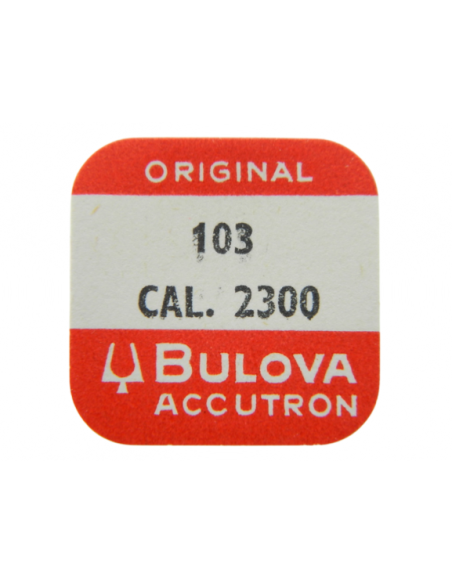 ORIGINAL
103
CAL. 2300
BULOVA
ACCUTRON